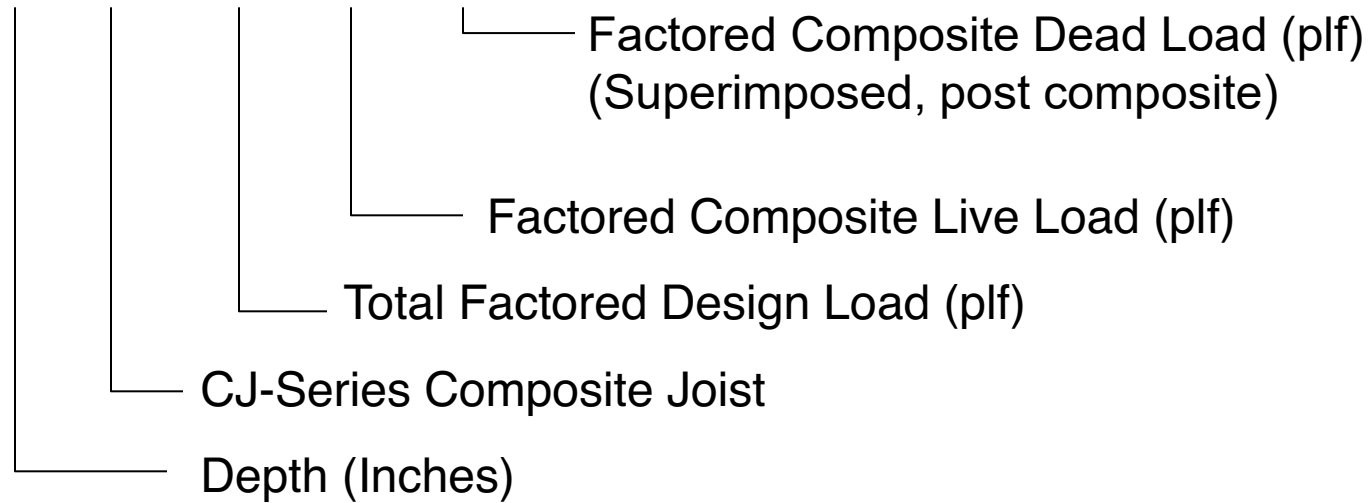 Factored Composite Dead Load (plf)
(Superimposed, post composite)
Factored Composite Live Load (plf)
Total Factored Design Load (plf)
CJ-Series Composite Joist
Depth (Inches)